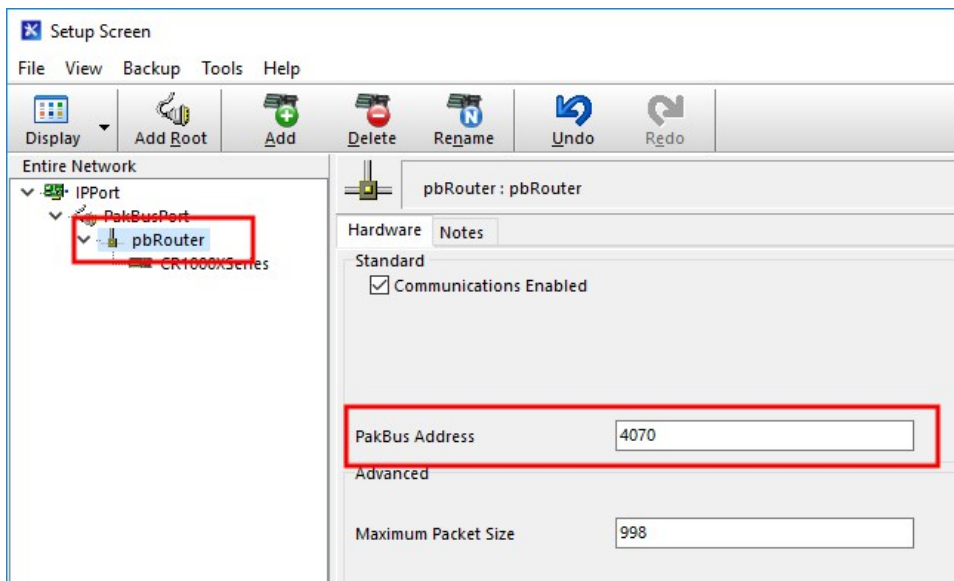 Setup Screen
File View Backup Tools Help
Display Add Root Add Delete Rename Undo Redo
Entire Network
IPPort
PakBusPort
pbRouter
CR1000XSeries
pbRouter : pbRouter
Hardware Notes
Standard
Communications Enabled
PakBus Address 4070
Advanced
Maximum Packet Size 998